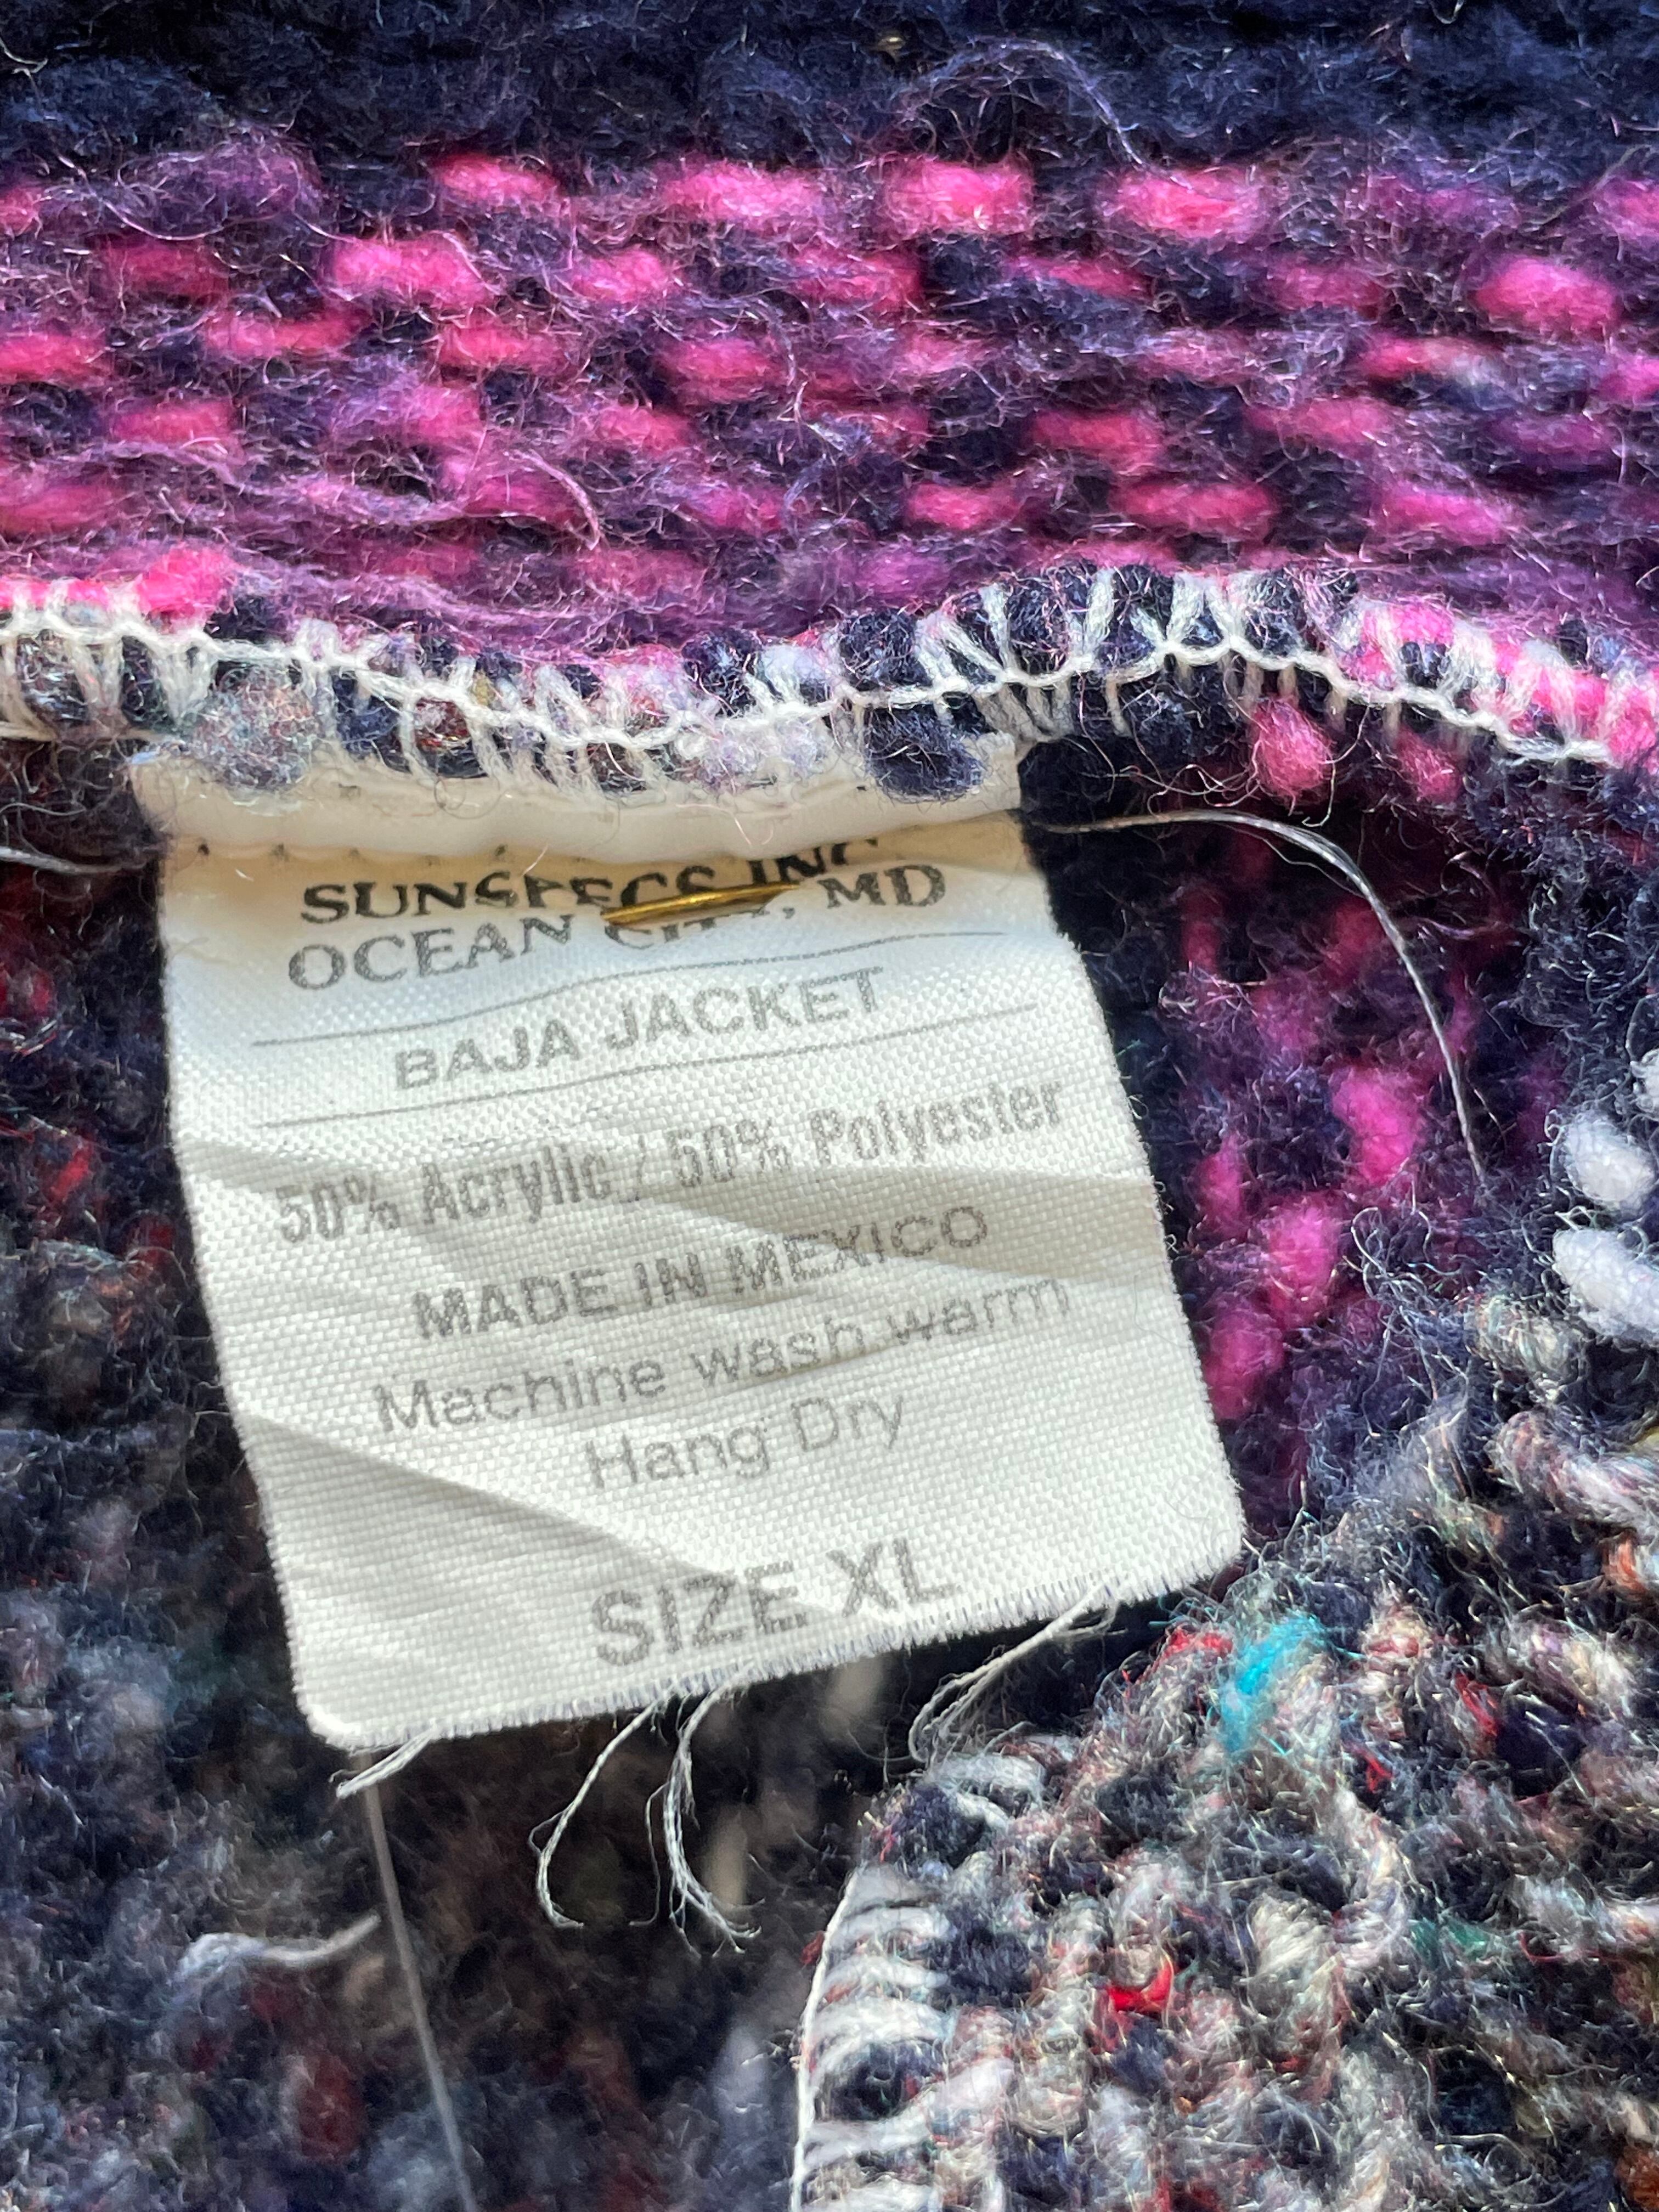 SUNSPECS INC
OCEAN CITY, MD
BAJA JACKET
50% Acrylic / 50% Polyester
MADE IN MEXICO
Machine wash warm
Hang Dry
SIZE XL